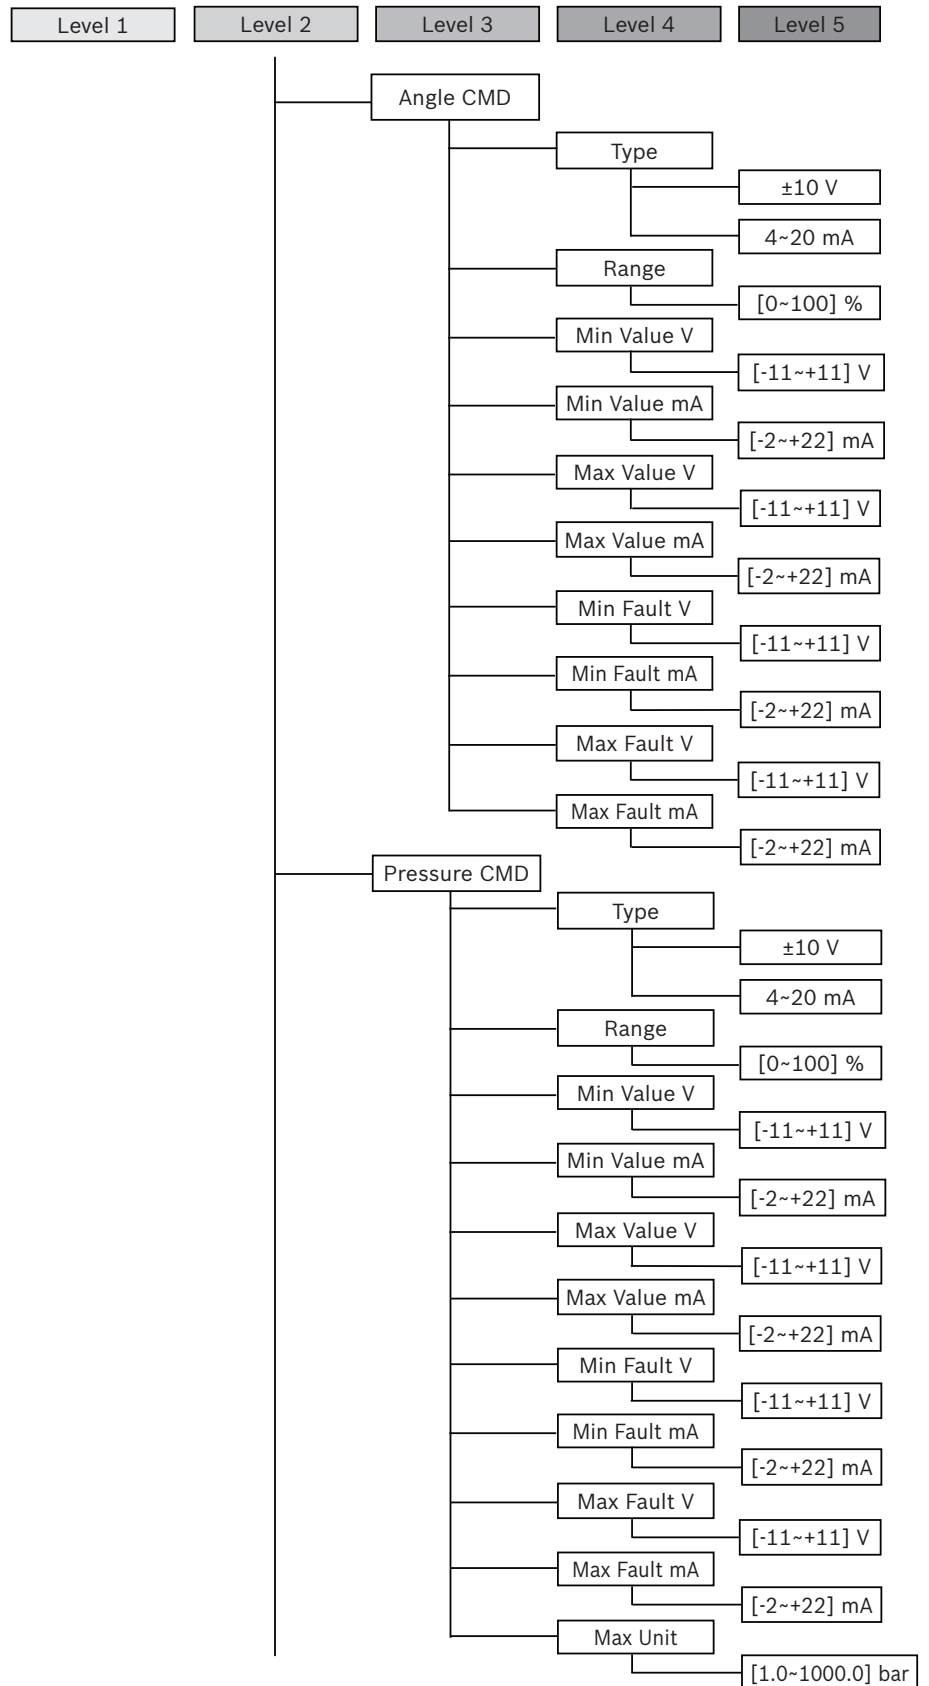 Level 1 Level 2 Level 3 Level 4 Level 5
Angle CMD
Type
±10 V
4~20 mA
Range
[0~100] %
Min Value V
[-11~+11] V
Min Value mA
[-2~+22] mA
Max Value V
[-11~+11] V
Max Value mA
[-2~+22] mA
Min Fault V
[-11~+11] V
Min Fault mA
[-2~+22] mA
Max Fault V
[-11~+11] V
Max Fault mA
[-2~+22] mA
Pressure CMD
Type
±10 V
4~20 mA
Range
[0~100] %
Min Value V
[-11~+11] V
Min Value mA
[-2~+22] mA
Max Value V
[-11~+11] V
Max Value mA
[-2~+22] mA
Min Fault V
[-11~+11] V
Min Fault mA
[-2~+22] mA
Max Fault V
[-11~+11] V
Max Fault mA
[-2~+22] mA
Max Unit
[1.0~1000.0] bar